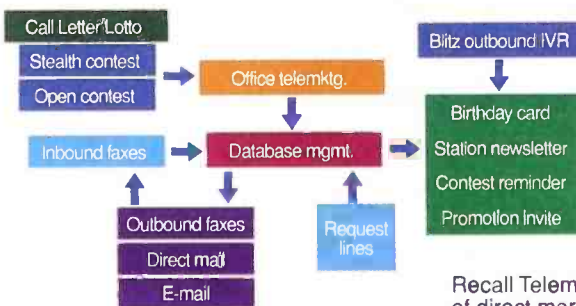 Call Letter Lotto
Stealth contest
Open contest
Office telemktg.
Blitz outbound IVR
Inbound faxes
Database mgmt.
Birthday card
Station newsletter
Contest reminder
Promotion invite
Outbound faxes
Direct mail
E-mail
Request
lines
Recall Telem
of direct mar